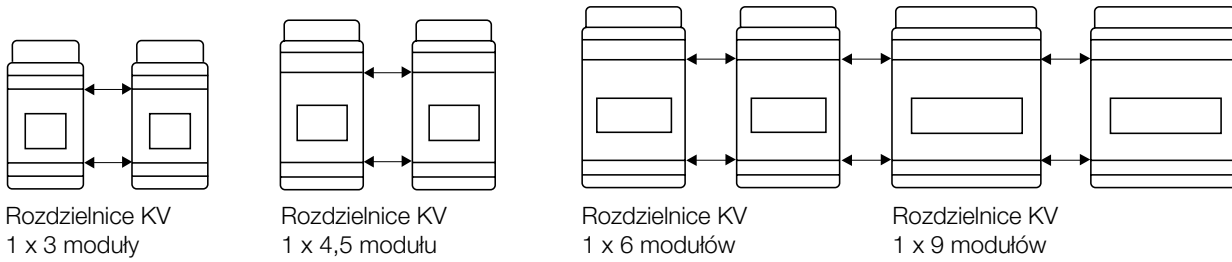 Rozdzielnice KV
1 x 3 moduły
Rozdzielnice KV
1 x 4,5 modułu
Rozdzielnice KV
1 x 6 modułów
Rozdzielnice KV
1 x 9 modułów